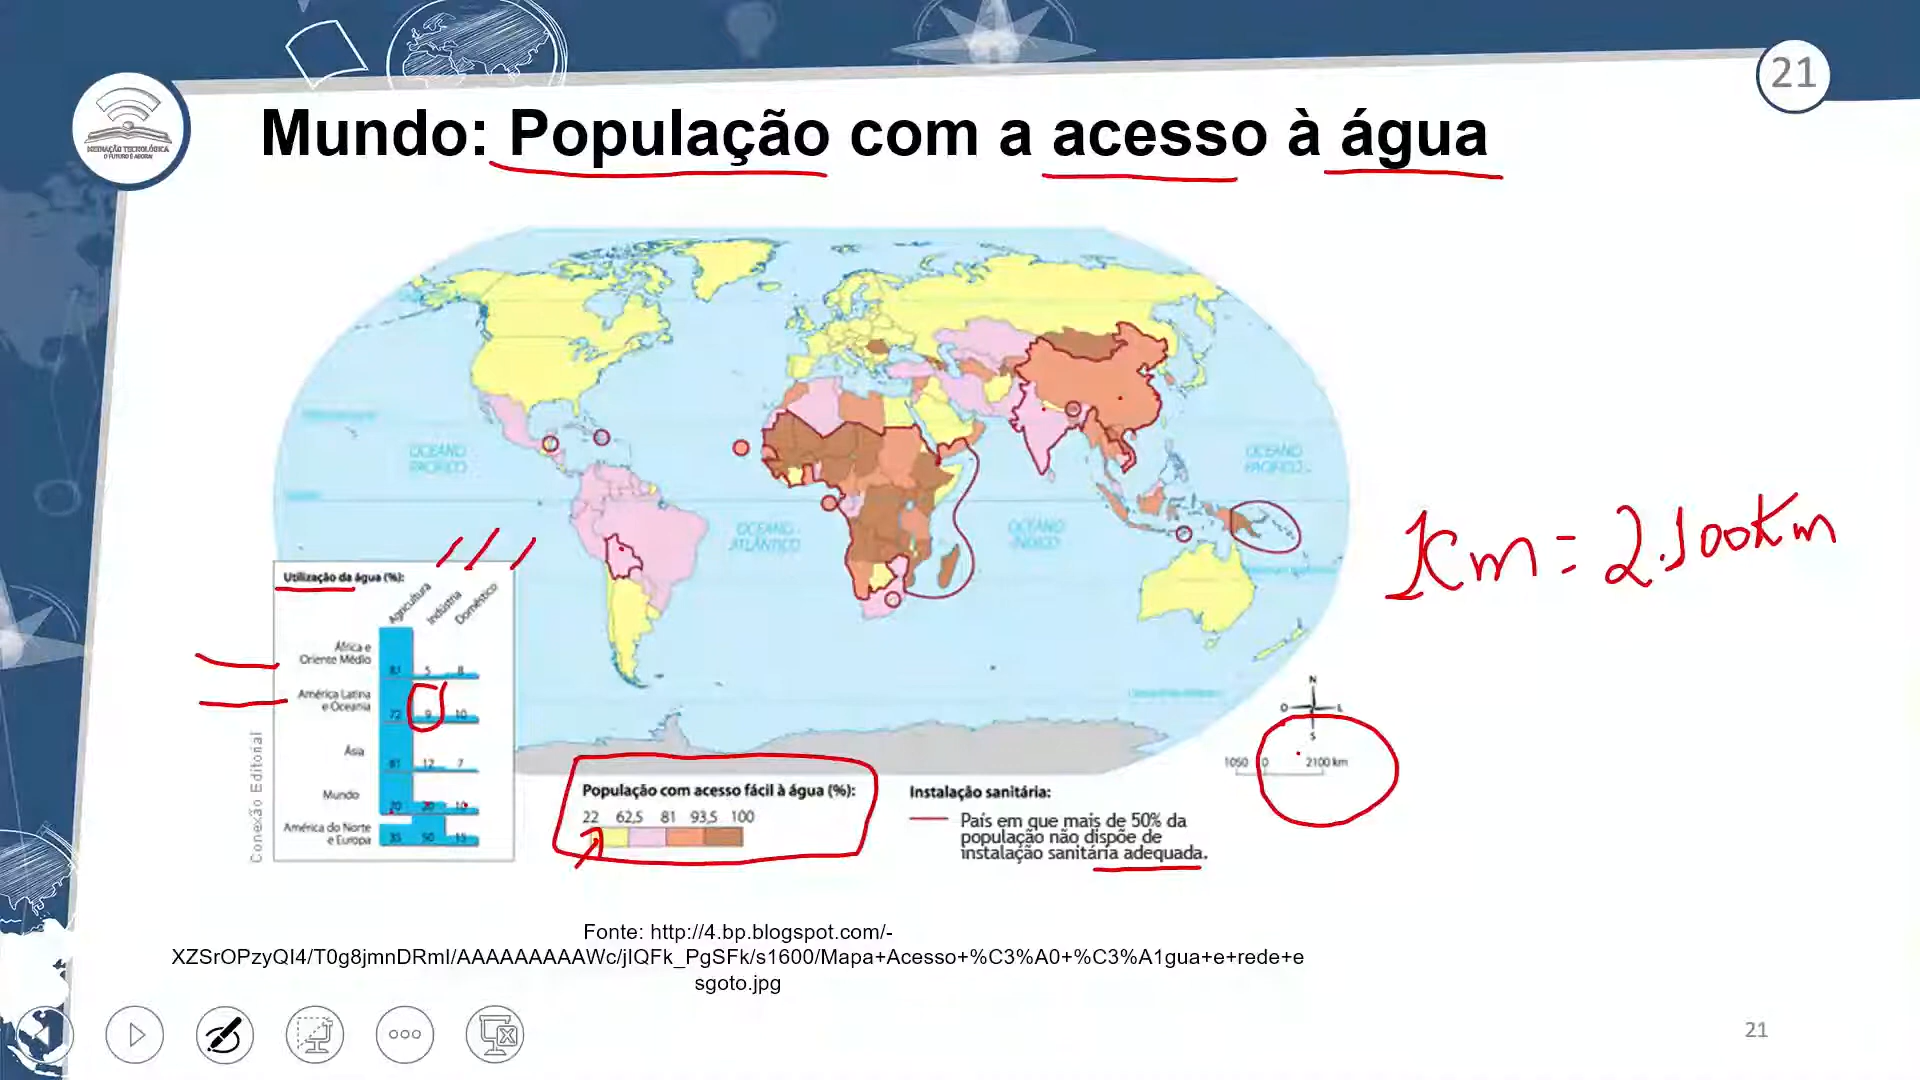 21
MEDIAÇÃO TECNOLÓGICA
O FUTURO É AGORA!
Mundo: População com a acesso à água
OCEANO
PACÍFICO
OCEANO
ATLÂNTICO
OCEANO
ÍNDICO
OCEANO
PACÍFICO
Km = 2.100Km
Utilização da água (%):
Agricultura
Indústria
Doméstico
África e
Oriente Médio
5 8
América Latina
e Oceania
72 9 10
Ásia
81 12 7
Mundo
70 20 10
América do Norte
e Europa
35 50 15
Conexão Editorial
N
O L
S
1050 0 2100 km
População com acesso fácil à água (%):
22 62,5 81 93,5 100
Instalação sanitária:
País em que mais de 50% da
população não dispõe de
instalação sanitária adequada.
Fonte: http://4.bp.blogspot.com/-
XZSrOPzyQI4/T0g8jmnDRmI/AAAAAAAAAWc/jIQFk_PgSFk/s1600/Mapa+Acesso+%C3%A0+%C3%A1gua+e+rede+e
sgoto.jpg
21